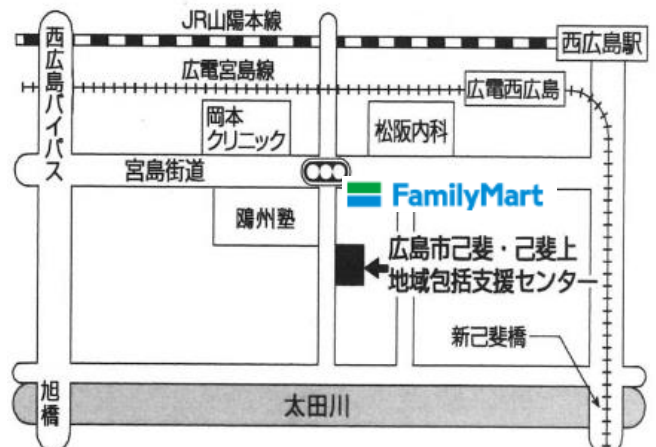 JR山陽本線
西広島駅
西広島バイパス
広電宮島線
広電西広島
岡本
クリニック
松阪内科
宮島街道
FamilyMart
鴎州塾
広島市己斐・己斐上
地域包括支援センター
新己斐橋
旭橋
太田川